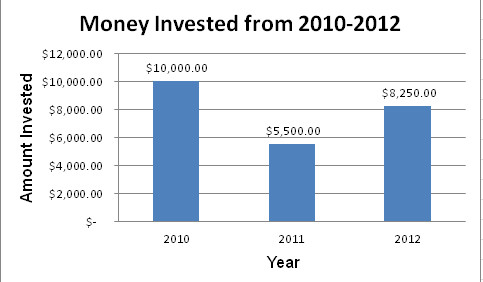 Money Invested from 2010-2012
Amount Invested
$12,000.00
$10,000.00
$8,000.00
$6,000.00
$4,000.00
$2,000.00
$-
$10,000.00
$5,500.00
$8,250.00
2010 2011 2012
Year